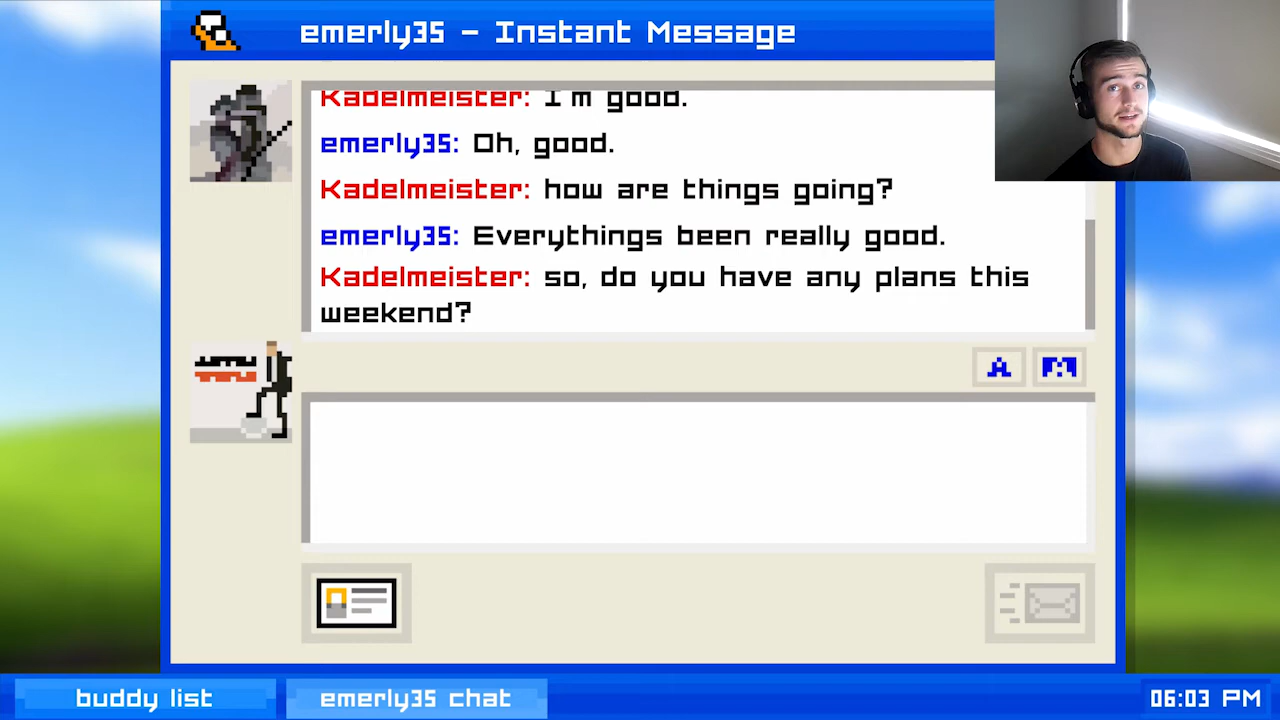 emerly35 - Instant Message
Kadelmeister: I'm good.
emerly35: Oh, good.
Kadelmeister: how are things going?
emerly35: Everythings been really good.
Kadelmeister: so, do you have any plans this
weekend?
A
buddy list
emerly35 chat
06:03 PM